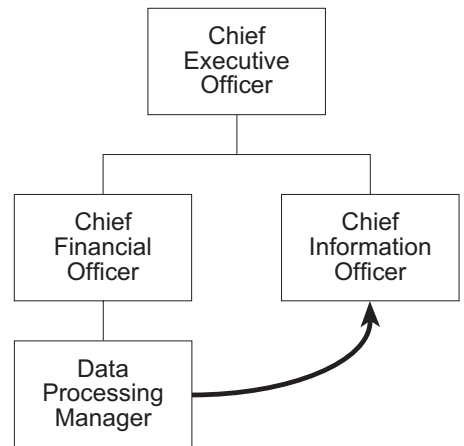 Chief
Executive
Officer
Chief
Financial
Officer
Chief
Information
Officer
Data
Processing
Manager